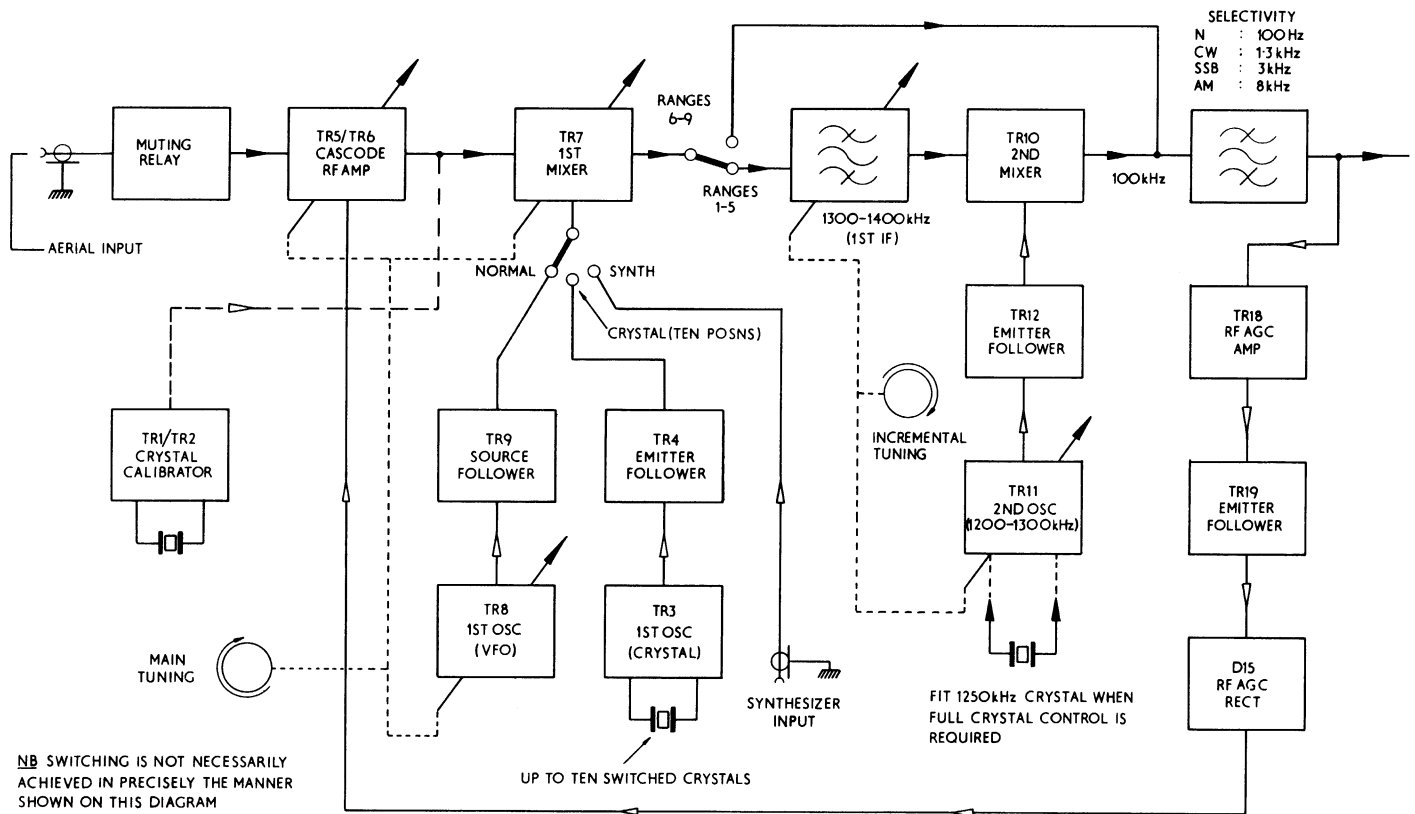 SELECTIVITY
N : 100Hz
CW : 1·3kHz
SSB : 3kHz
AM : 8kHz
RANGES
6-9
MUTING
RELAY
TR5/TR6
CASCODE
RF AMP
TR7
1ST
MIXER
RANGES
1-5
1300-1400kHz
(1ST IF)
TR10
2ND
MIXER
100kHz
AERIAL INPUT
NORMAL
SYNTH
CRYSTAL (TEN POSNS)
TR12
EMITTER
FOLLOWER
TR18
RF AGC
AMP
TR1/TR2
CRYSTAL
CALIBRATOR
TR9
SOURCE
FOLLOWER
TR4
EMITTER
FOLLOWER
INCREMENTAL
TUNING
TR11
2ND OSC
(1200-1300kHz)
TR19
EMITTER
FOLLOWER
MAIN
TUNING
TR8
1ST OSC
(VFO)
TR3
1ST OSC
(CRYSTAL)
SYNTHESIZER
INPUT
FIT 1250kHz CRYSTAL WHEN
FULL CRYSTAL CONTROL IS
REQUIRED
D15
RF AGC
RECT
UP TO TEN SWITCHED CRYSTALS
NB SWITCHING IS NOT NECESSARILY
ACHIEVED IN PRECISELY THE MANNER
SHOWN ON THIS DIAGRAM